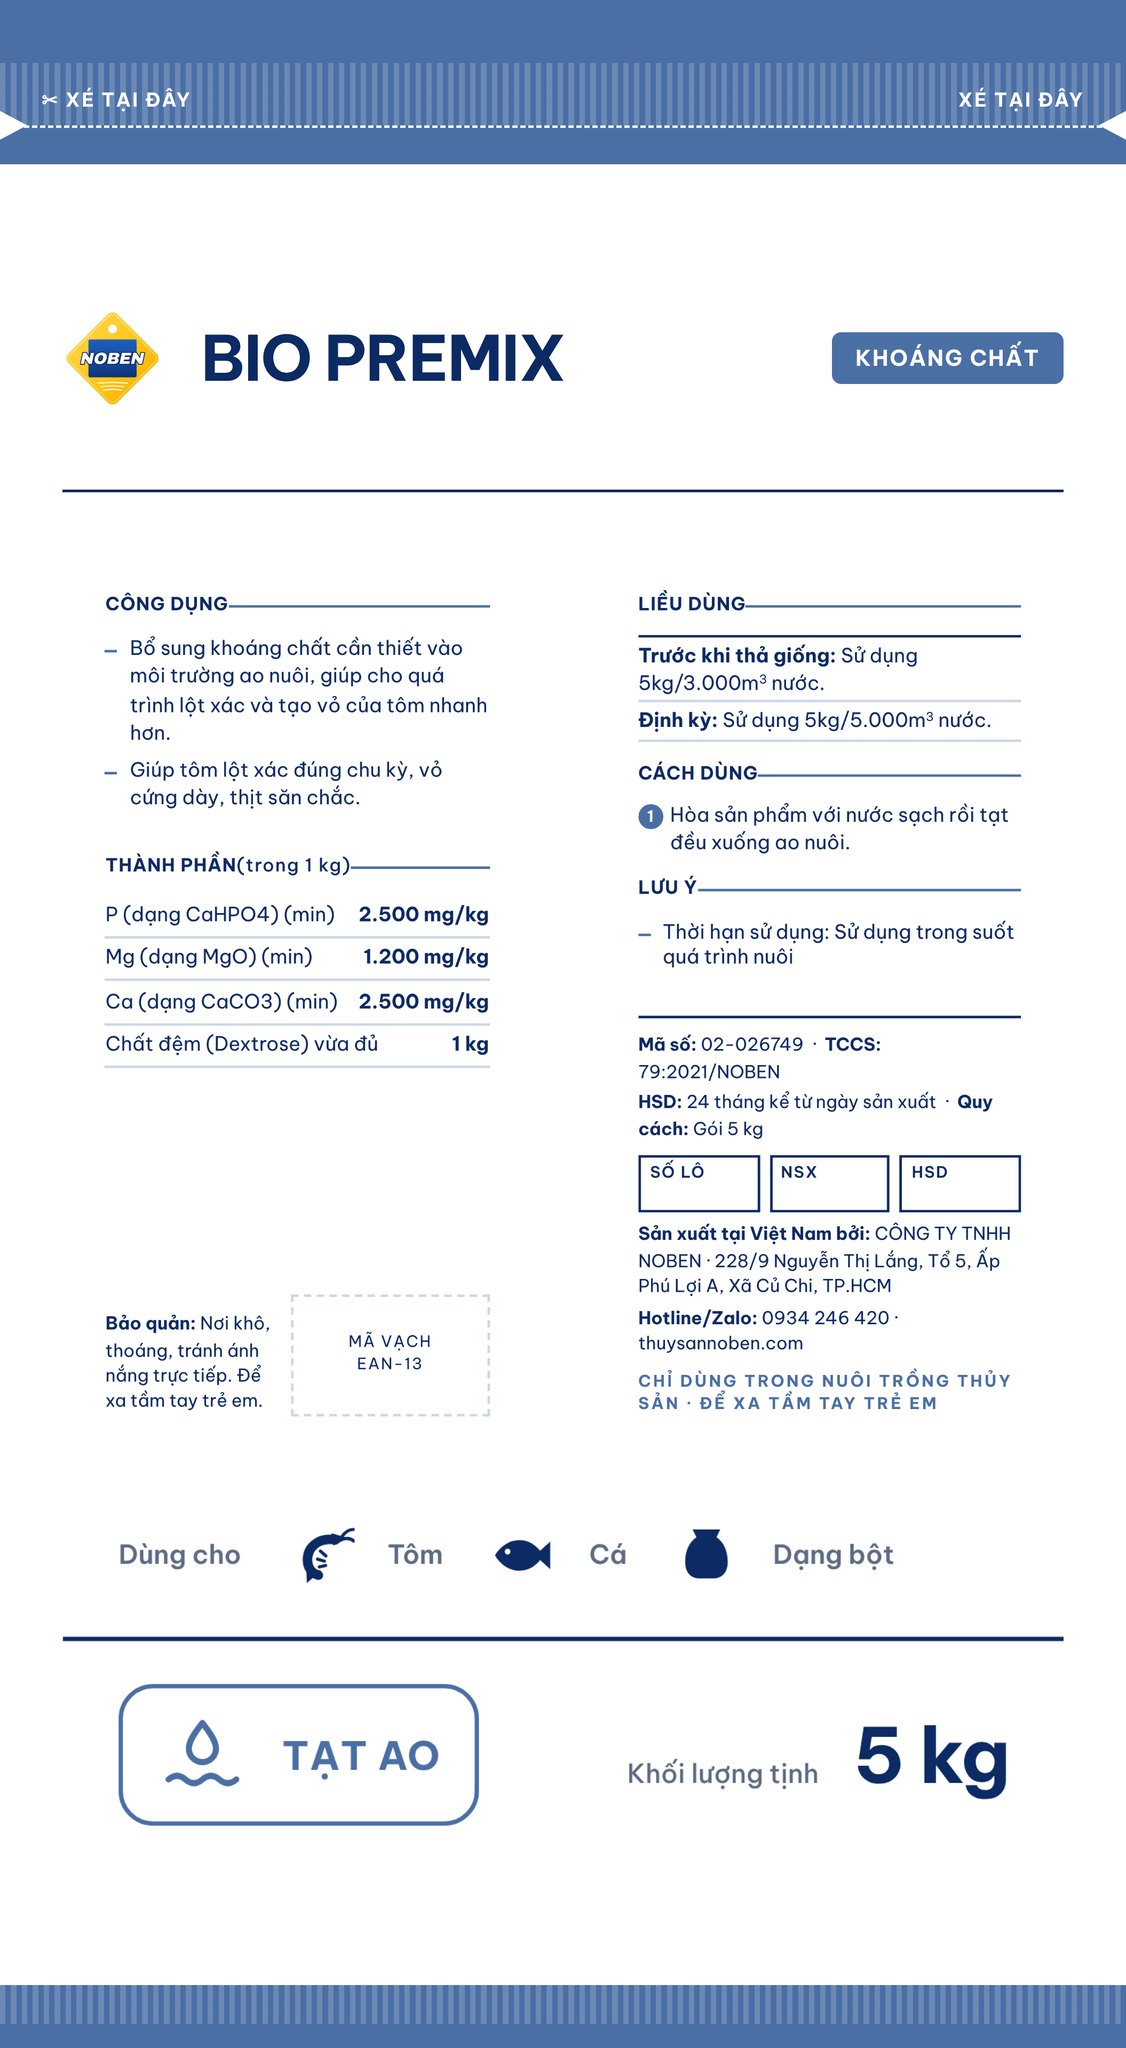 ✂ XÉ TẠI ĐÂY
XÉ TẠI ĐÂY
NOBEN
BIO PREMIX
KHOÁNG CHẤT
CÔNG DỤNG
– Bổ sung khoáng chất cần thiết vào
môi trường ao nuôi, giúp cho quá
trình lột xác và tạo vỏ của tôm nhanh
hơn.
– Giúp tôm lột xác đúng chu kỳ, vỏ
cứng dày, thịt săn chắc.
THÀNH PHẦN(trong 1 kg)
P (dạng CaHPO4) (min) 2.500 mg/kg
Mg (dạng MgO) (min) 1.200 mg/kg
Ca (dạng CaCO3) (min) 2.500 mg/kg
Chất đệm (Dextrose) vừa đủ 1 kg
Bảo quản: Nơi khô,
thoáng, tránh ánh
nắng trực tiếp. Để
xa tầm tay trẻ em.
MÃ VẠCH
EAN-13
LIỀU DÙNG
Trước khi thả giống: Sử dụng
5kg/3.000m³ nước.
Định kỳ: Sử dụng 5kg/5.000m³ nước.
CÁCH DÙNG
1 Hòa sản phẩm với nước sạch rồi tạt
đều xuống ao nuôi.
LƯU Ý
– Thời hạn sử dụng: Sử dụng trong suốt
quá trình nuôi
Mã số: 02-026749 · TCCS:
79:2021/NOBEN
HSD: 24 tháng kể từ ngày sản xuất · Quy
cách: Gói 5 kg
SỐ LÔ
NSX
HSD
Sản xuất tại Việt Nam bởi: CÔNG TY TNHH
NOBEN · 228/9 Nguyễn Thị Lắng, Tổ 5, Ấp
Phú Lợi A, Xã Củ Chi, TP.HCM
Hotline/Zalo: 0934 246 420 ·
thuysannoben.com
CHỈ DÙNG TRONG NUÔI TRỒNG THỦY
SẢN · ĐỂ XA TẦM TAY TRẺ EM
Dùng cho Tôm Cá Dạng bột
TẠT AO
Khối lượng tịnh 5 kg